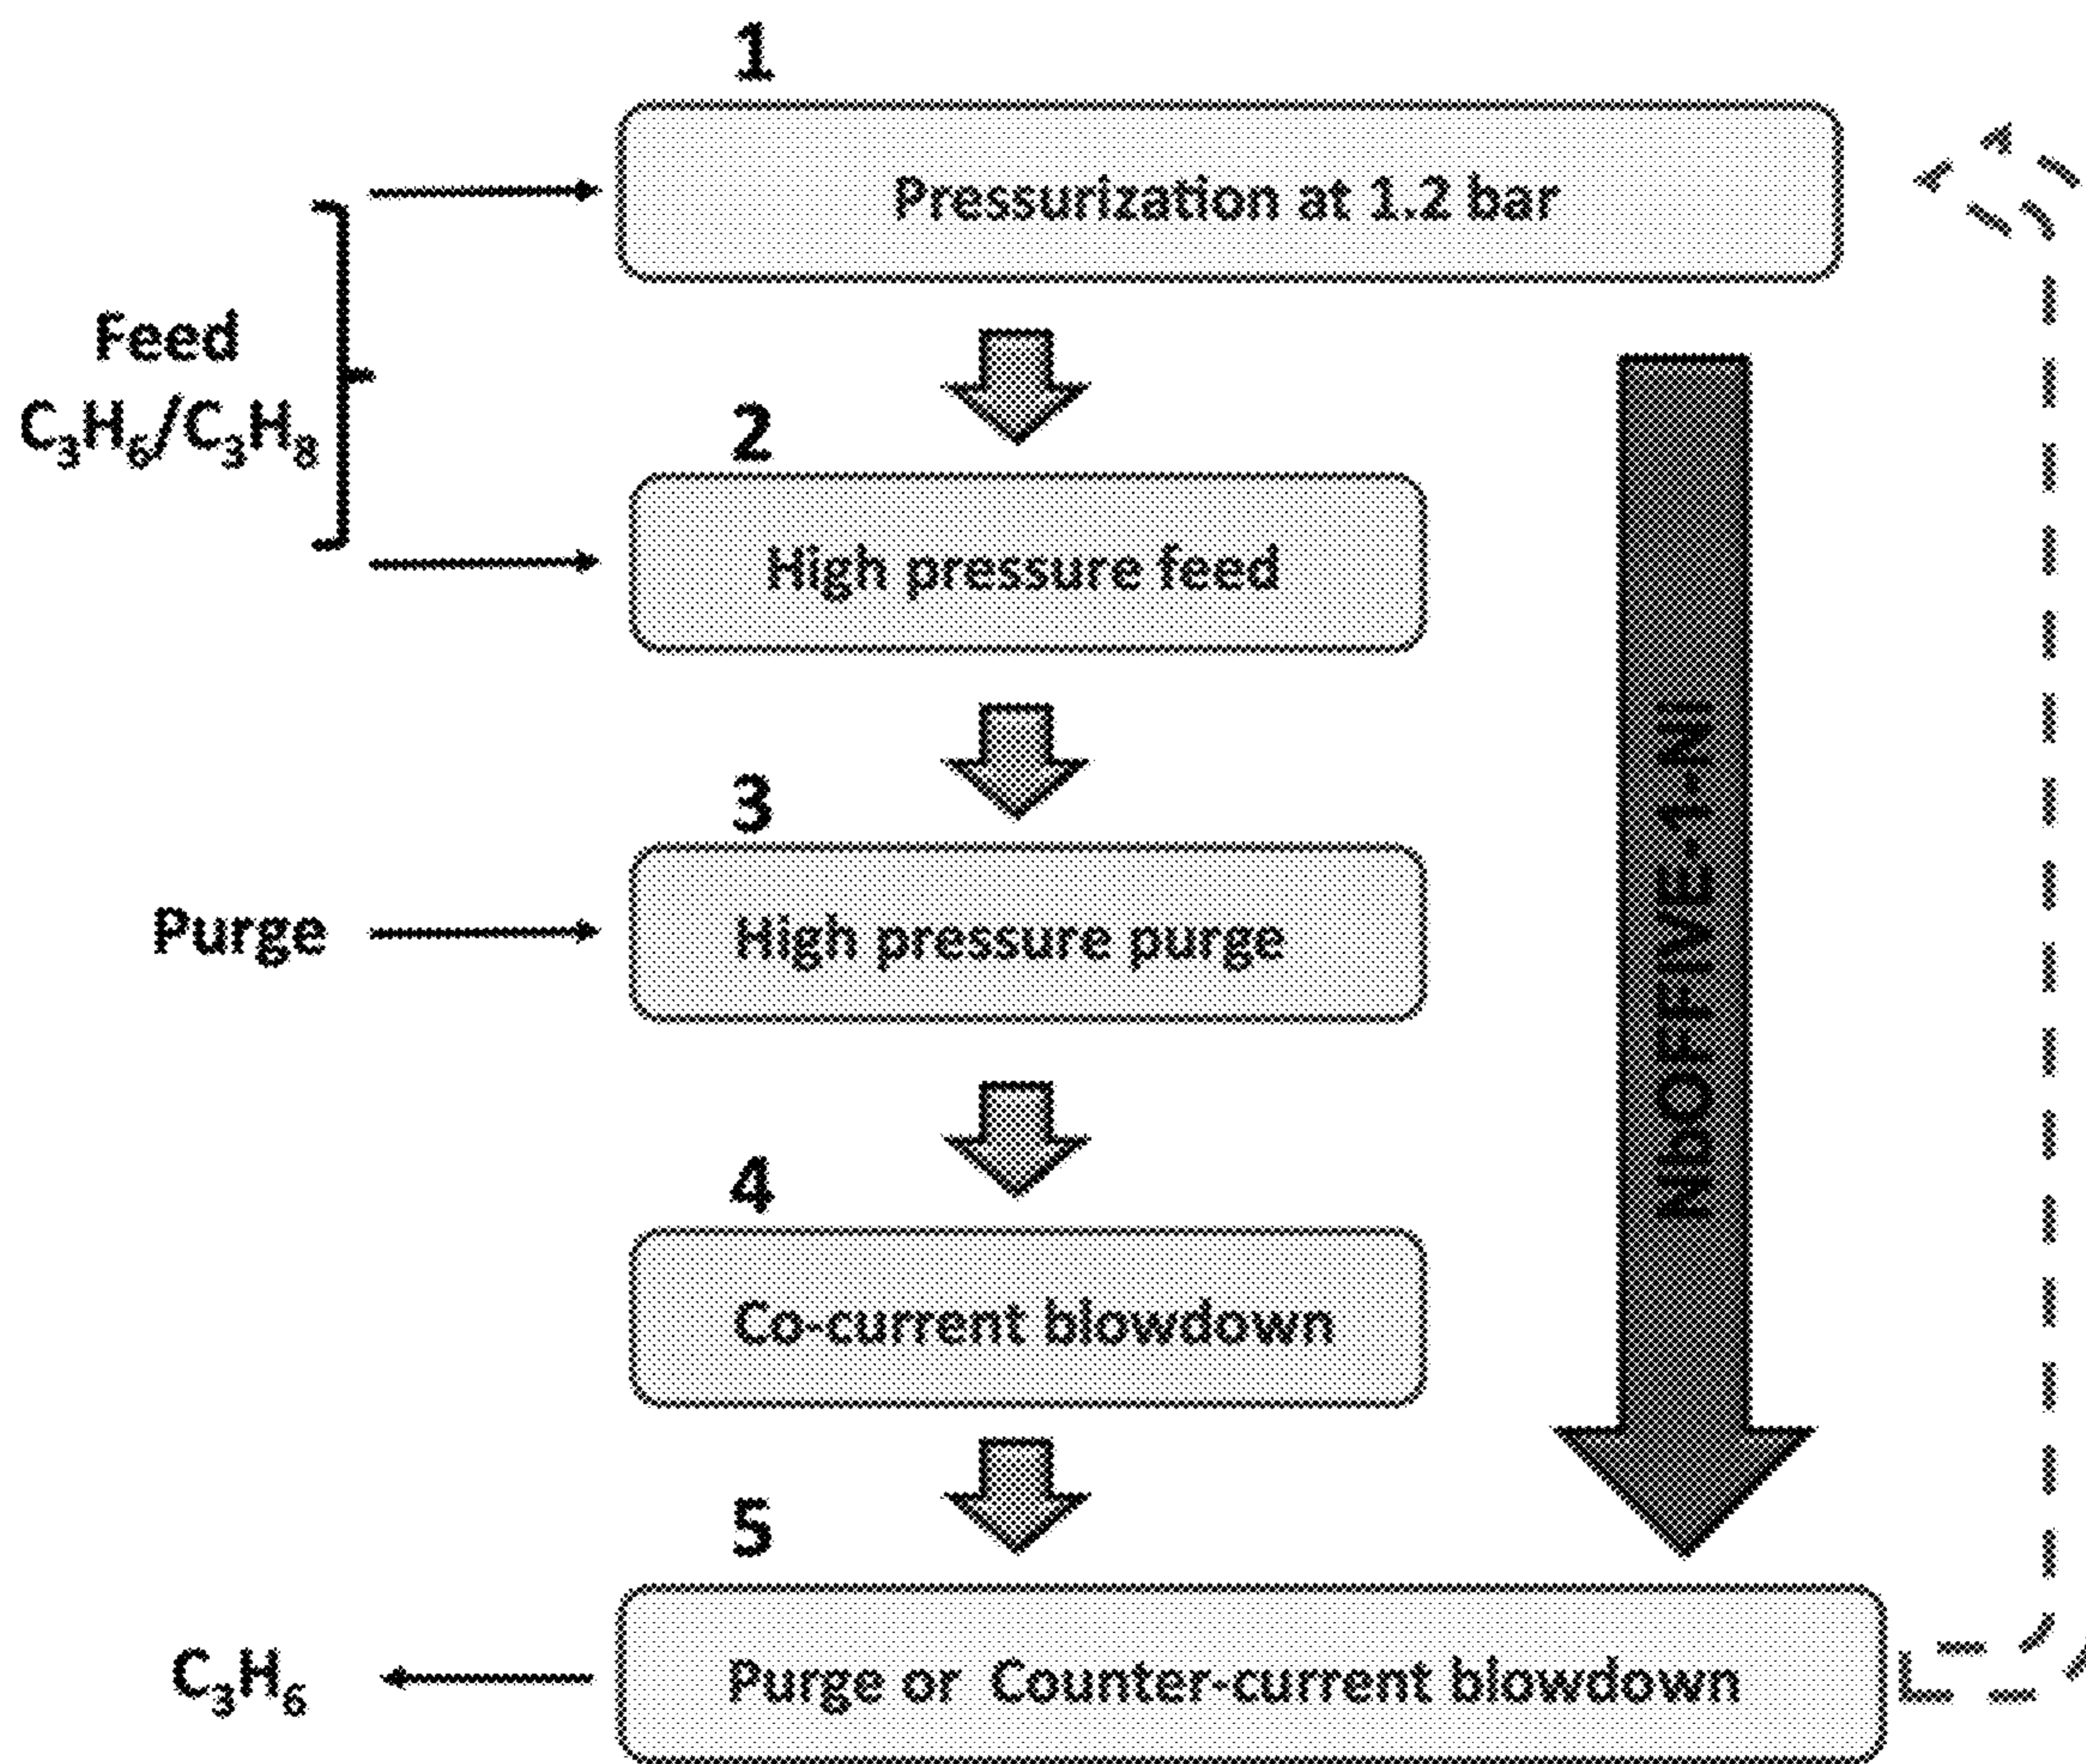 1
Pressurization at 1.2 bar
Feed
C₃H₆/C₃H₈
2
High pressure feed
3
Purge
High pressure purge
NbOFFIVE-1-Ni
4
Co-current blowdown
5
C₃H₆
Purge or Counter-current blowdown